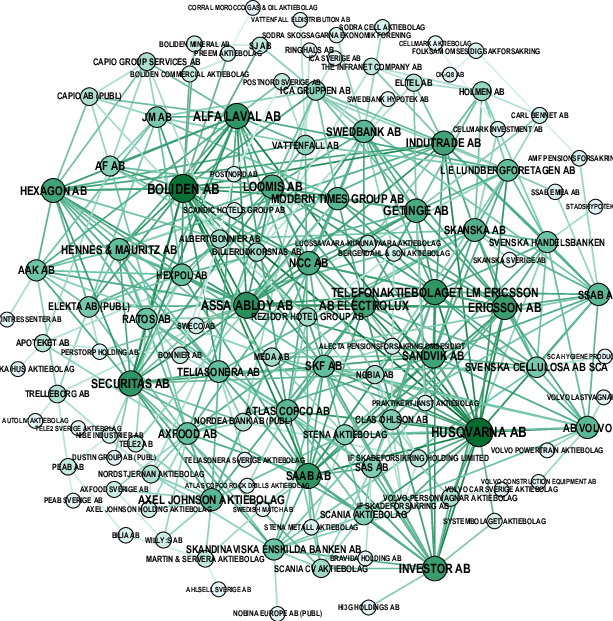 CORRAL MOROCCO GAS & OIL AKTIEBOLAG
VATTENFALL ELDISTRIBUTION AB
SODRA CELL AKTIEBOLAG
SODRA SKOGSAGARNA EKONOMIK FORENING
BOLIDEN MINERAL AB
SJ AB
PREEM AKTIEBOLAG
RINGHALS AB
ICA SVERIGE AB
CELLMARK AKTIEBOLAG
FOLKSAM OMSESIDIG SAKFORSAKRING
CAPIO GROUP SERVICES AB
THE INFRANET COMPANY AB
BOLIDEN COMMERCIAL AKTIEBOLAG
OK-Q8 AB
POSTNORD SVERIGE AB
ELTEL AB
ICA GRUPPEN AB
HOLMEN AB
CAPIO AB (PUBL)
SWEDBANK HYPOTEK AB
JM AB
ALFA LAVAL AB
CARL BENNET AB
SWEDBANK AB
CELLMARK INVESTMENT AB
VATTENFALL AB
INDUTRADE AB
AMF PENSIONSFORSAKRIN
AF AB
L E LUNDBERGFORETAGEN AB
POSTNORD AB
HEXAGON AB
BOLIDEN AB
LOOMIS AB
SSAB EMEA AB
MODERN TIMES GROUP AB
STADSHYPOTEK
SCANDIC HOTELS GROUP AB
GETINGE AB
SKANSKA AB
ALBERT BONNIER AB
LUOSSAVAARA-KIIRUNAVAARA AKTIEBOLAG
SVENSKA HANDELSBANKEN
HENNES & MAURITZ AB
BILLERUDKORSNAS AB
BERGENDAHL & SON AKTIEBOLAG
SKANSKA SVERIGE AB
NCC AB
AAK AB
HEXPOL AB
TELEFONAKTIEBOLAGET LM ERICSSON
SSAB A
ELEKTA AB (PUBL)
ASSA ABLOY AB
AB ELECTROLUX
ERICSSON AB
INTRESSENTER AB
RATOS AB
REZIDOR HOTEL GROUP AB
SWECO AB
APOTEKET AB
PERSTORP HOLDING AB
BONNIER AB
MEDA AB
ALECTA PENSIONSFORSAKRING OMSESIDIGT
SANDVIK AB
SCA HYGIENE PRODUC
KA HUS AKTIEBOLAG
TELIASONERA AB
SKF AB
NOBIA AB
SVENSKA CELLULOSA AB SCA
SECURITAS AB
TRELLEBORG AB
VOLVO LASTVAGNAR
PRAKTIKERTJANST AKTIEBOLAG
ATLAS COPCO AB
AUTOLIV AKTIEBOLAG
NORDEA BANK AB (PUBL)
CLAS OHLSON AB
TELE2 SVERIGE AKTIEBOLAG
NIBE INDUSTRIER AB
AXFOOD AB
STENA AKTIEBOLAG
HUSQVARNA AB
AB VOLVO
TELE2 AB
VOLVO POWERTRAIN AKTIEBOLAG
DUSTIN GROUP AB (PUBL)
TELIASONERA SVERIGE AKTIEBOLAG
IF SKADEFORSIKRING HOLDING LIMITED
PEAB AB
NORDSTJERNAN AKTIEBOLAG
SAAB AB
SAS AB
ATLAS COPCO ROCK DRILLS AKTIEBOLAG
VOLVO CONSTRUCTION EQUIPMENT AB
AXFOOD SVERIGE AB
VOLVO CAR SVERIGE AKTIEBOLAG
PEAB SVERIGE AB
AXEL JOHNSON AKTIEBOLAG
VOLVO PERSONVAGNAR AKTIEBOLAG
AXEL JOHNSON HOLDING AKTIEBOLAG
SWEDISH MATCH AB
IF SKADEFORSAKRING AB
SCANIA AKTIEBOLAG
SYSTEMBOLAGET AKTIEBOLAG
STENA METALL AKTIEBOLAG
BILIA AB
WILLY:S AB
SKANDINAVISKA ENSKILDA BANKEN AB
MARTIN & SERVERA AKTIEBOLAG
BRAVIDA HOLDING AB
SCANIA CV AKTIEBOLAG
INVESTOR AB
AHLSELL SVERIGE AB
HI3G HOLDINGS AB
NOBINA EUROPE AB (PUBL)